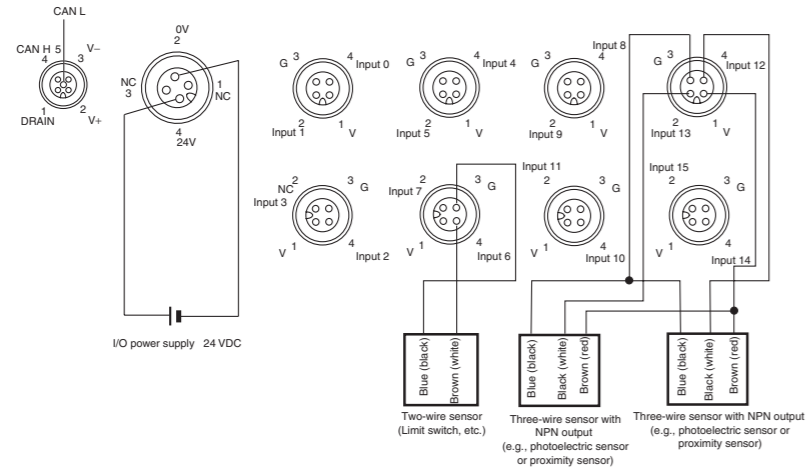 CAN L
CAN H 5 V–
4 3
1 2
DRAIN V+
0V
2
NC
3
1
NC
4
24V
G 3 4 Input 0
2 1
Input 1 V
G 3 4 Input 4
2 1
Input 5 V
G 3 4 Input 8
2 1
Input 9 V
G 3 4 Input 12
2 1
Input 13 V
NC 2 3 G
Input 3
V 1 4 Input 2
2 3 G
Input 7
V 1 4 Input 6
Input 11
2 3 G
V 1 4
Input 10
Input 15
2 3 G
V 1 4
Input 14
I/O power supply 24 VDC
Blue (black)
Brown (white)
Blue (black)
Black (white)
Brown (red)
Blue (black)
Black (white)
Brown (red)
Two-wire sensor
(Limit switch, etc.)
Three-wire sensor with
NPN output
(e.g., photoelectric sensor
or proximity sensor)
Three-wire sensor with NPN output
(e.g., photoelectric sensor or
proximity sensor)